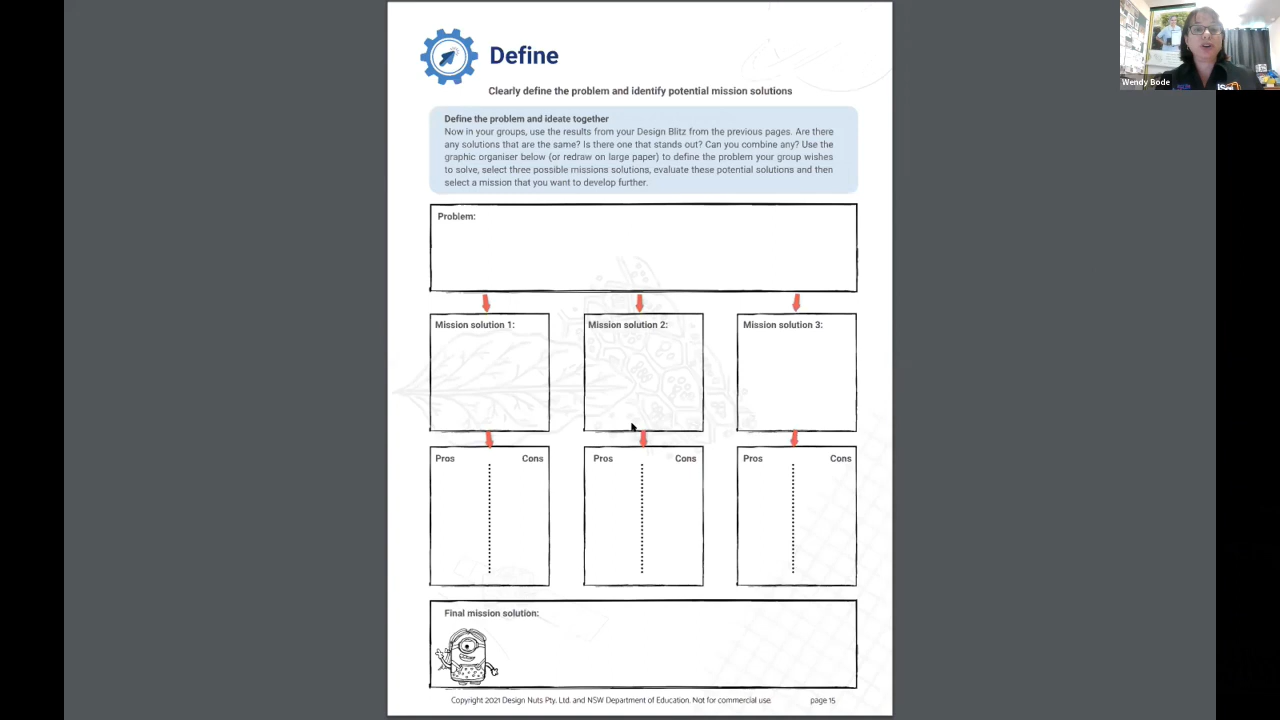 Define
Clearly define the problem and identify potential mission solutions
Define the problem and ideate together
Now in your groups, use the results from your Design Blitz from the previous pages. Are there
any solutions that are the same? Is there one that stands out? Can you combine any? Use the
graphic organiser below (or redraw on large paper) to define the problem your group wishes
to solve, select three possible missions solutions, evaluate these potential solutions and then
select a mission that you want to develop further.
Problem:
Mission solution 1:
Mission solution 2:
Mission solution 3:
Pros Cons
Pros Cons
Pros Cons
Final mission solution:
Copyright 2021 Design Nuts Pty. Ltd. and NSW Department of Education. Not for commercial use.
page 15
Wendy Bode